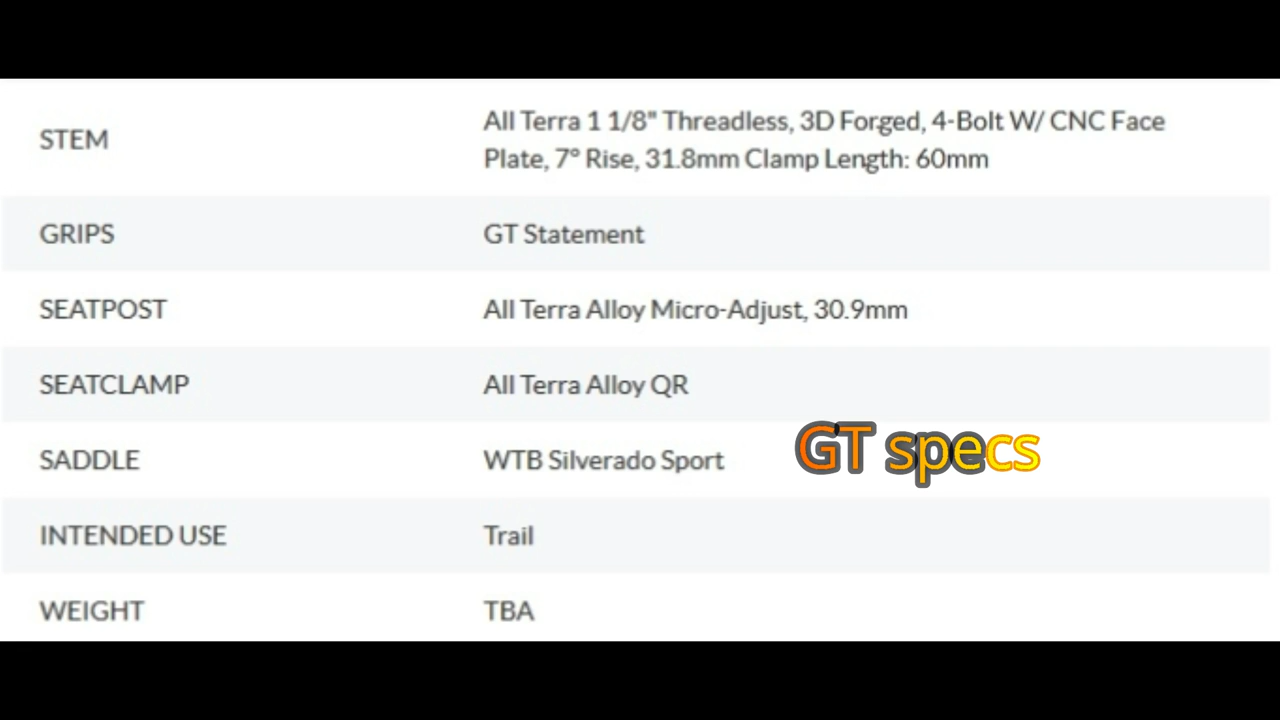 STEM
All Terra 1 1/8" Threadless, 3D Forged, 4-Bolt W/ CNC Face
Plate, 7° Rise, 31.8mm Clamp Length: 60mm
GRIPS
GT Statement
SEATPOST
All Terra Alloy Micro-Adjust, 30.9mm
SEATCLAMP
All Terra Alloy QR
SADDLE
WTB Silverado Sport
GT specs
INTENDED USE
Trail
WEIGHT
TBA